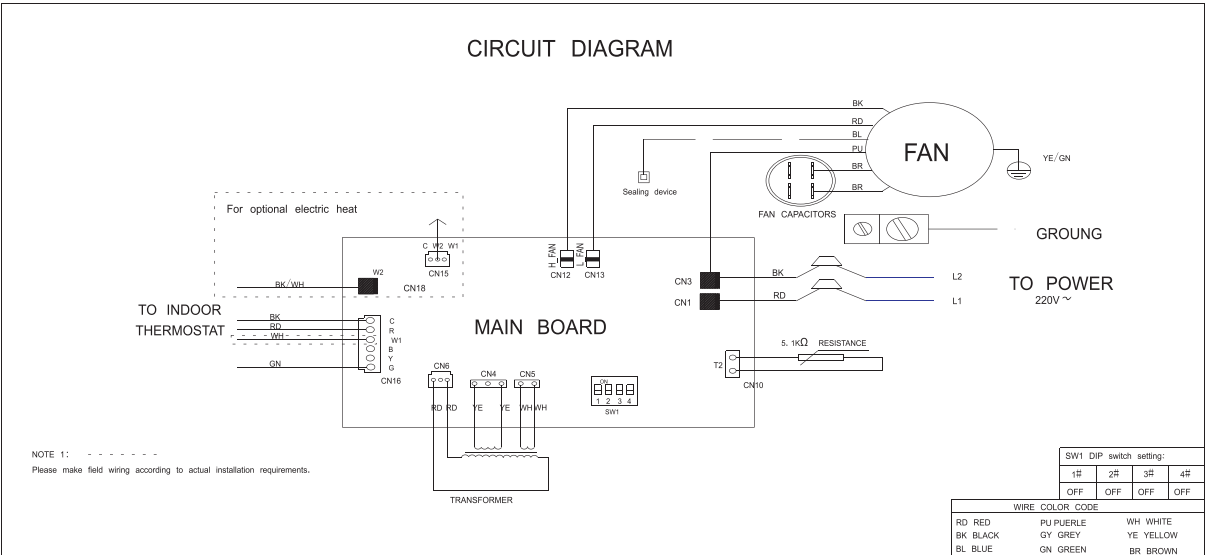 CIRCUIT DIAGRAM
BK
RD
BL
PU
BR
BR
FAN
YE/GN
Sealing device
FAN CAPACITORS
For optional electric heat
C W2 W1
CN15
W2
CN18
BK/WH
H_FAN
L_FAN
CN12
CN13
CN3
CN1
BK
RD
GROUNG
L2
L1
TO POWER
220V ~
TO INDOOR
THERMOSTAT
BK
RD
WH
GN
C
R
W1
B
Y
G
CN16
MAIN BOARD
5.1KΩ RESISTANCE
T2
CN10
CN6
CN4
CN5
RD RD
YE YE
WH WH
ON
1 2 3 4
SW1
TRANSFORMER
NOTE 1: - - - - - - -
Please make field wiring according to actual installation requirements.
SW1 DIP switch setting:
1# 2# 3# 4#
OFF OFF OFF OFF
WIRE COLOR CODE
RD RED PU PUERLE WH WHITE
BK BLACK GY GREY YE YELLOW
BL BLUE GN GREEN BR BROWN